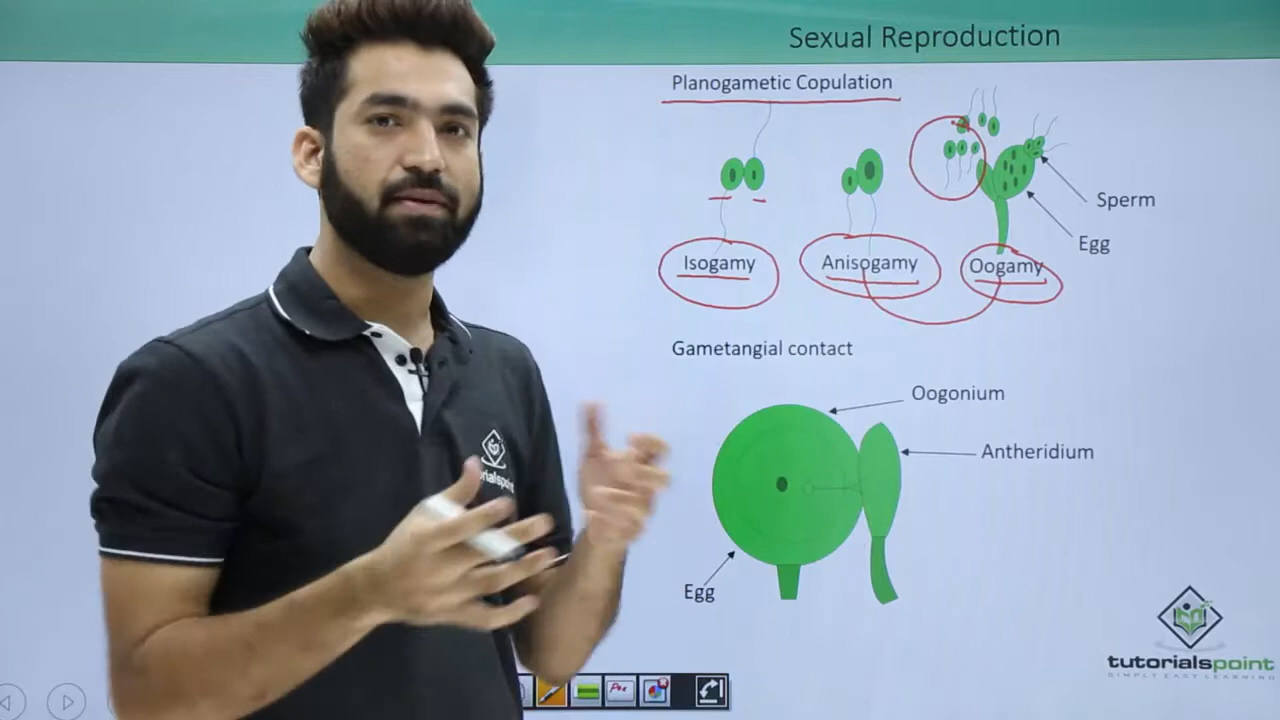 Sexual Reproduction
Planogametic Copulation
Sperm
Egg
Isogamy
Anisogamy
Oogamy
Gametangial contact
Oogonium
Antheridium
Egg
tutorialspoint
SIMPLY EASY LEARNING